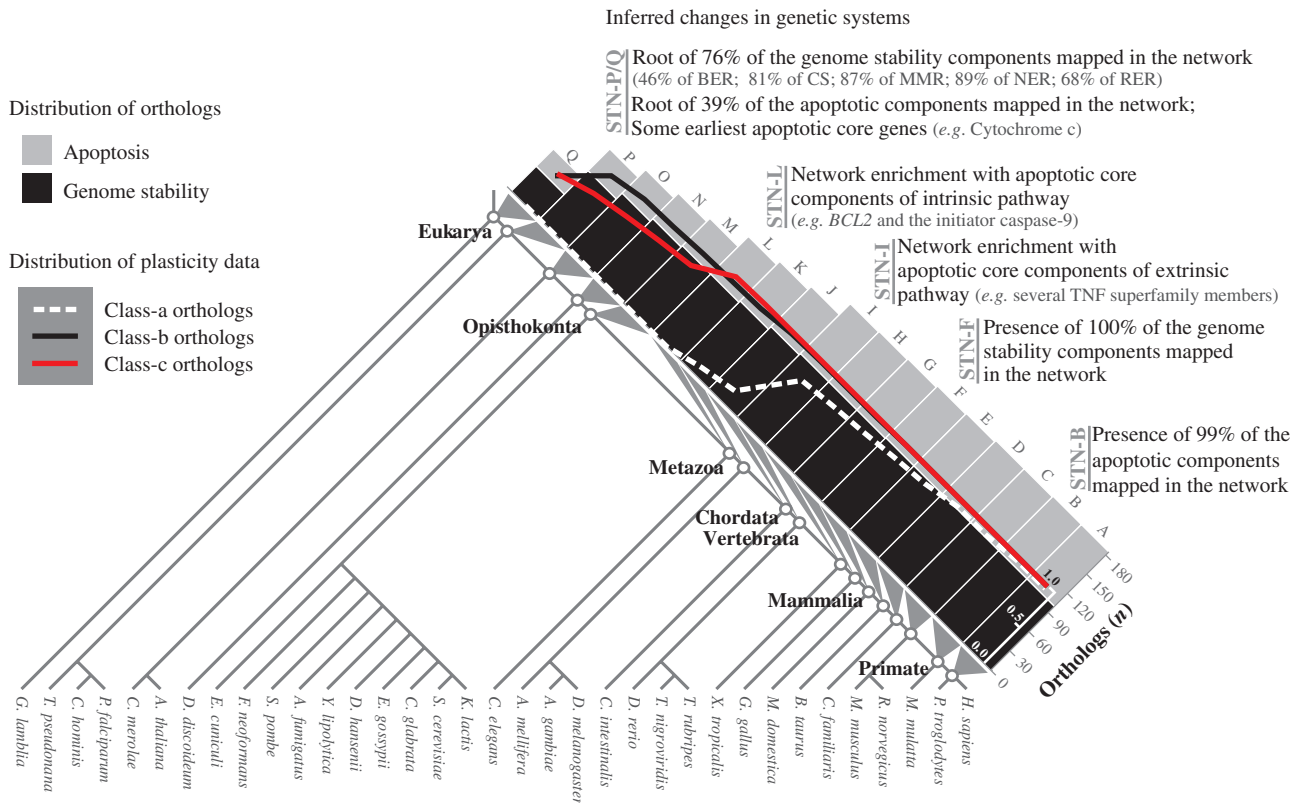 Inferred changes in genetic systems
STN-P/Q
Root of 76% of the genome stability components mapped in the network
(46% of BER; 81% of CS; 87% of MMR; 89% of NER; 68% of RER)
Root of 39% of the apoptotic components mapped in the network;
Some earliest apoptotic core genes (e.g. Cytochrome c)
Distribution of orthologs
Apoptosis
Genome stability
STN-L
Network enrichment with apoptotic core
components of intrinsic pathway
(e.g. BCL2 and the initiator caspase-9)
STN-I
Network enrichment with
apoptotic core components of extrinsic
pathway (e.g. several TNF superfamily members)
STN-F
Presence of 100% of the genome
stability components mapped
in the network
STN-B
Presence of 99% of the
apoptotic components
mapped in the network
Distribution of plasticity data
Class-a orthologs
Class-b orthologs
Class-c orthologs
Q
P
O
N
M
L
K
J
I
H
G
F
E
D
C
B
A
Eukarya
Opisthokonta
Metazoa
Chordata
Vertebrata
Mammalia
Primate
0.0
0.5
1.0
0
30
60
90
120
150
180
Orthologs (n)
G. lamblia
T. pseudonana
C. hominis
P. falciparum
C. merolae
A. thaliana
D. discoideum
E. cuniculi
F. neoformans
S. pombe
A. fumigatus
Y. lipolytica
D. hansenii
E. gossypii
C. glabrata
S. cerevisiae
K. lactis
C. elegans
A. mellifera
A. gambiae
D. melanogaster
C. intestinalis
D. rerio
T. nigroviridis
T. rubripes
X. tropicalis
G. gallus
M. domestica
B. taurus
C. familiaris
M. musculus
R. norvegicus
M. mulata
P. troglodytes
H. sapiens